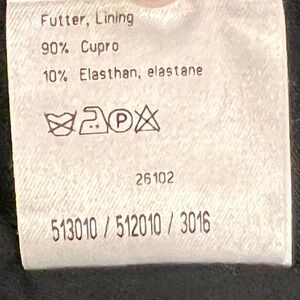 Futter, Lining
90% Cupro
10% Elasthan, elastane
P
26102
513010 / 512010 / 3016